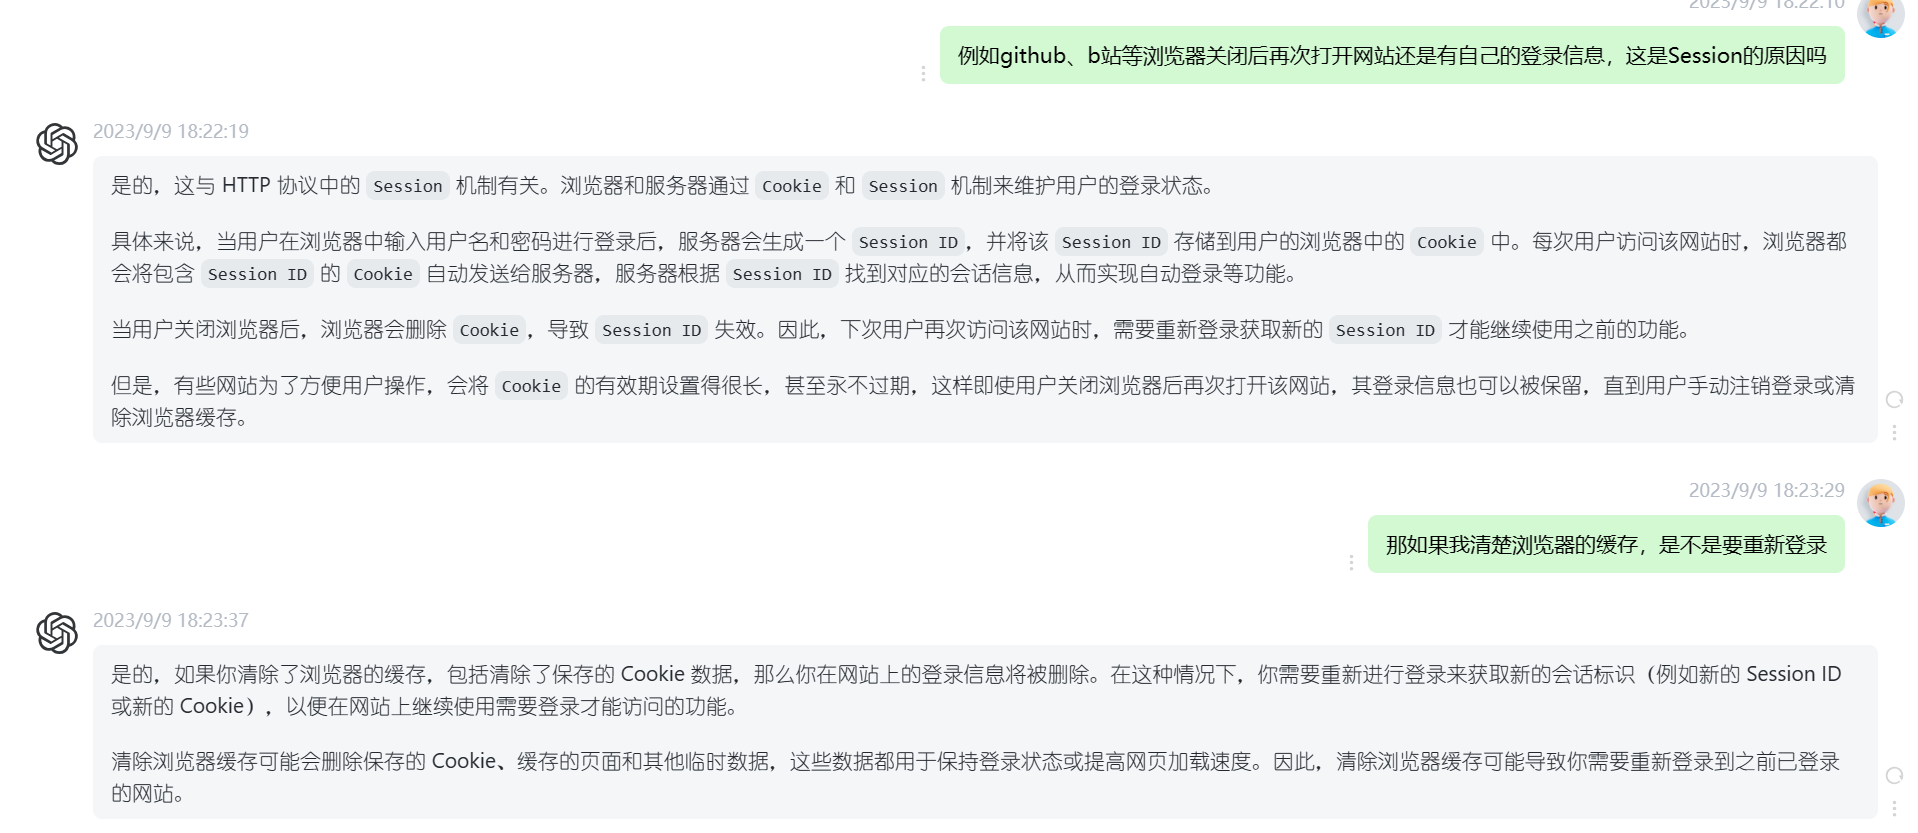 2023/9/9 18:22:10
例如github、b站等浏览器关闭后再次打开网站还是有自己的登录信息，这是Session的原因吗
2023/9/9 18:22:19
是的，这与 HTTP 协议中的 Session 机制有关。浏览器和服务器通过 Cookie 和 Session 机制来维护用户的登录状态。
具体来说，当用户在浏览器中输入用户名和密码进行登录后，服务器会生成一个 Session ID，并将该 Session ID 存储到用户的浏览器中的 Cookie 中。每次用户访问该网站时，浏览器都
会将包含 Session ID 的 Cookie 自动发送给服务器，服务器根据 Session ID 找到对应的会话信息，从而实现自动登录等功能。
当用户关闭浏览器后，浏览器会删除 Cookie，导致 Session ID 失效。因此，下次用户再次访问该网站时，需要重新登录获取新的 Session ID 才能继续使用之前的功能。
但是，有些网站为了方便用户操作，会将 Cookie 的有效期设置得很长，甚至永不过期，这样即使用户关闭浏览器后再次打开该网站，其登录信息也可以被保留，直到用户手动注销登录或清
除浏览器缓存。
2023/9/9 18:23:29
那如果我清楚浏览器的缓存，是不是要重新登录
2023/9/9 18:23:37
是的，如果你清除了浏览器的缓存，包括清除了保存的 Cookie 数据，那么你在网站上的登录信息将被删除。在这种情况下，你需要重新进行登录来获取新的会话标识（例如新的 Session ID
或新的 Cookie），以便在网站上继续使用需要登录才能访问的功能。
清除浏览器缓存可能会删除保存的 Cookie、缓存的页面和其他临时数据，这些数据都用于保持登录状态或提高网页加载速度。因此，清除浏览器缓存可能导致你需要重新登录到之前已登录
的网站。